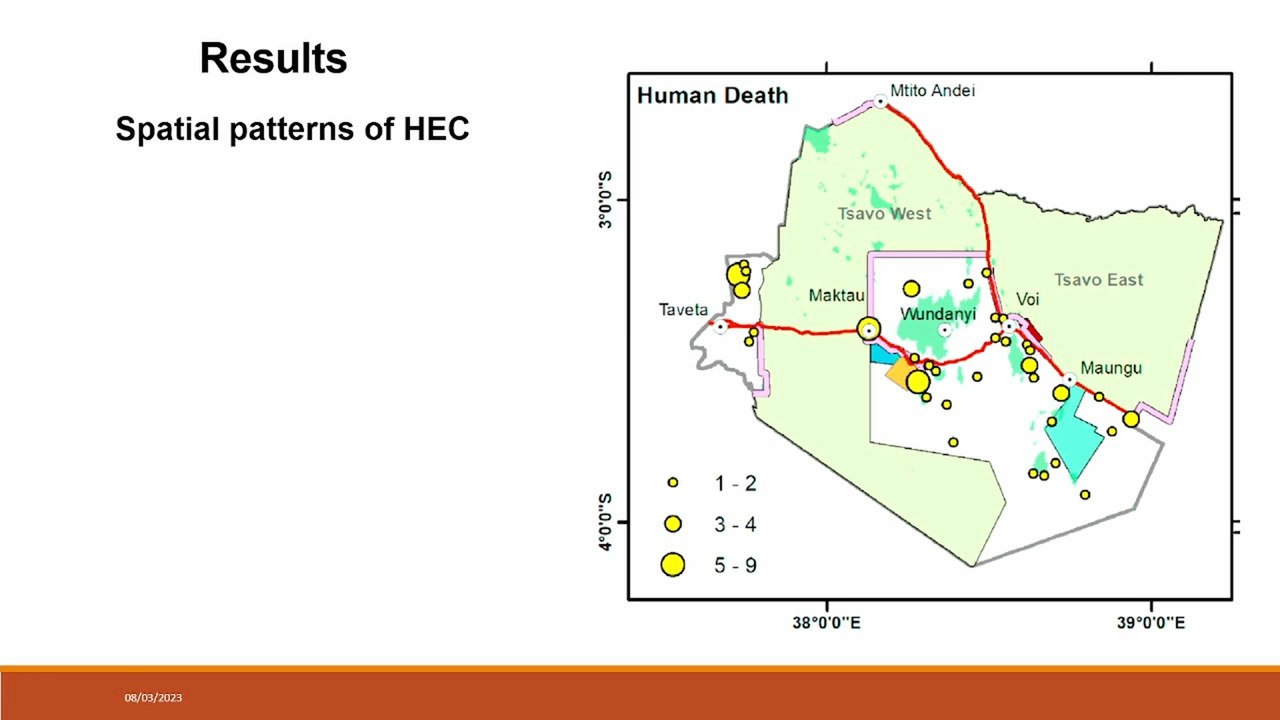 Results
Spatial patterns of HEC
Human Death
Mtito Andei
3°0'0"S
Tsavo West
Tsavo East
Maktau
Voi
Taveta
Wundanyi
Maungu
1 - 2
3 - 4
5 - 9
4°0'0"S
38°0'0"E
39°0'0"E
08/03/2023